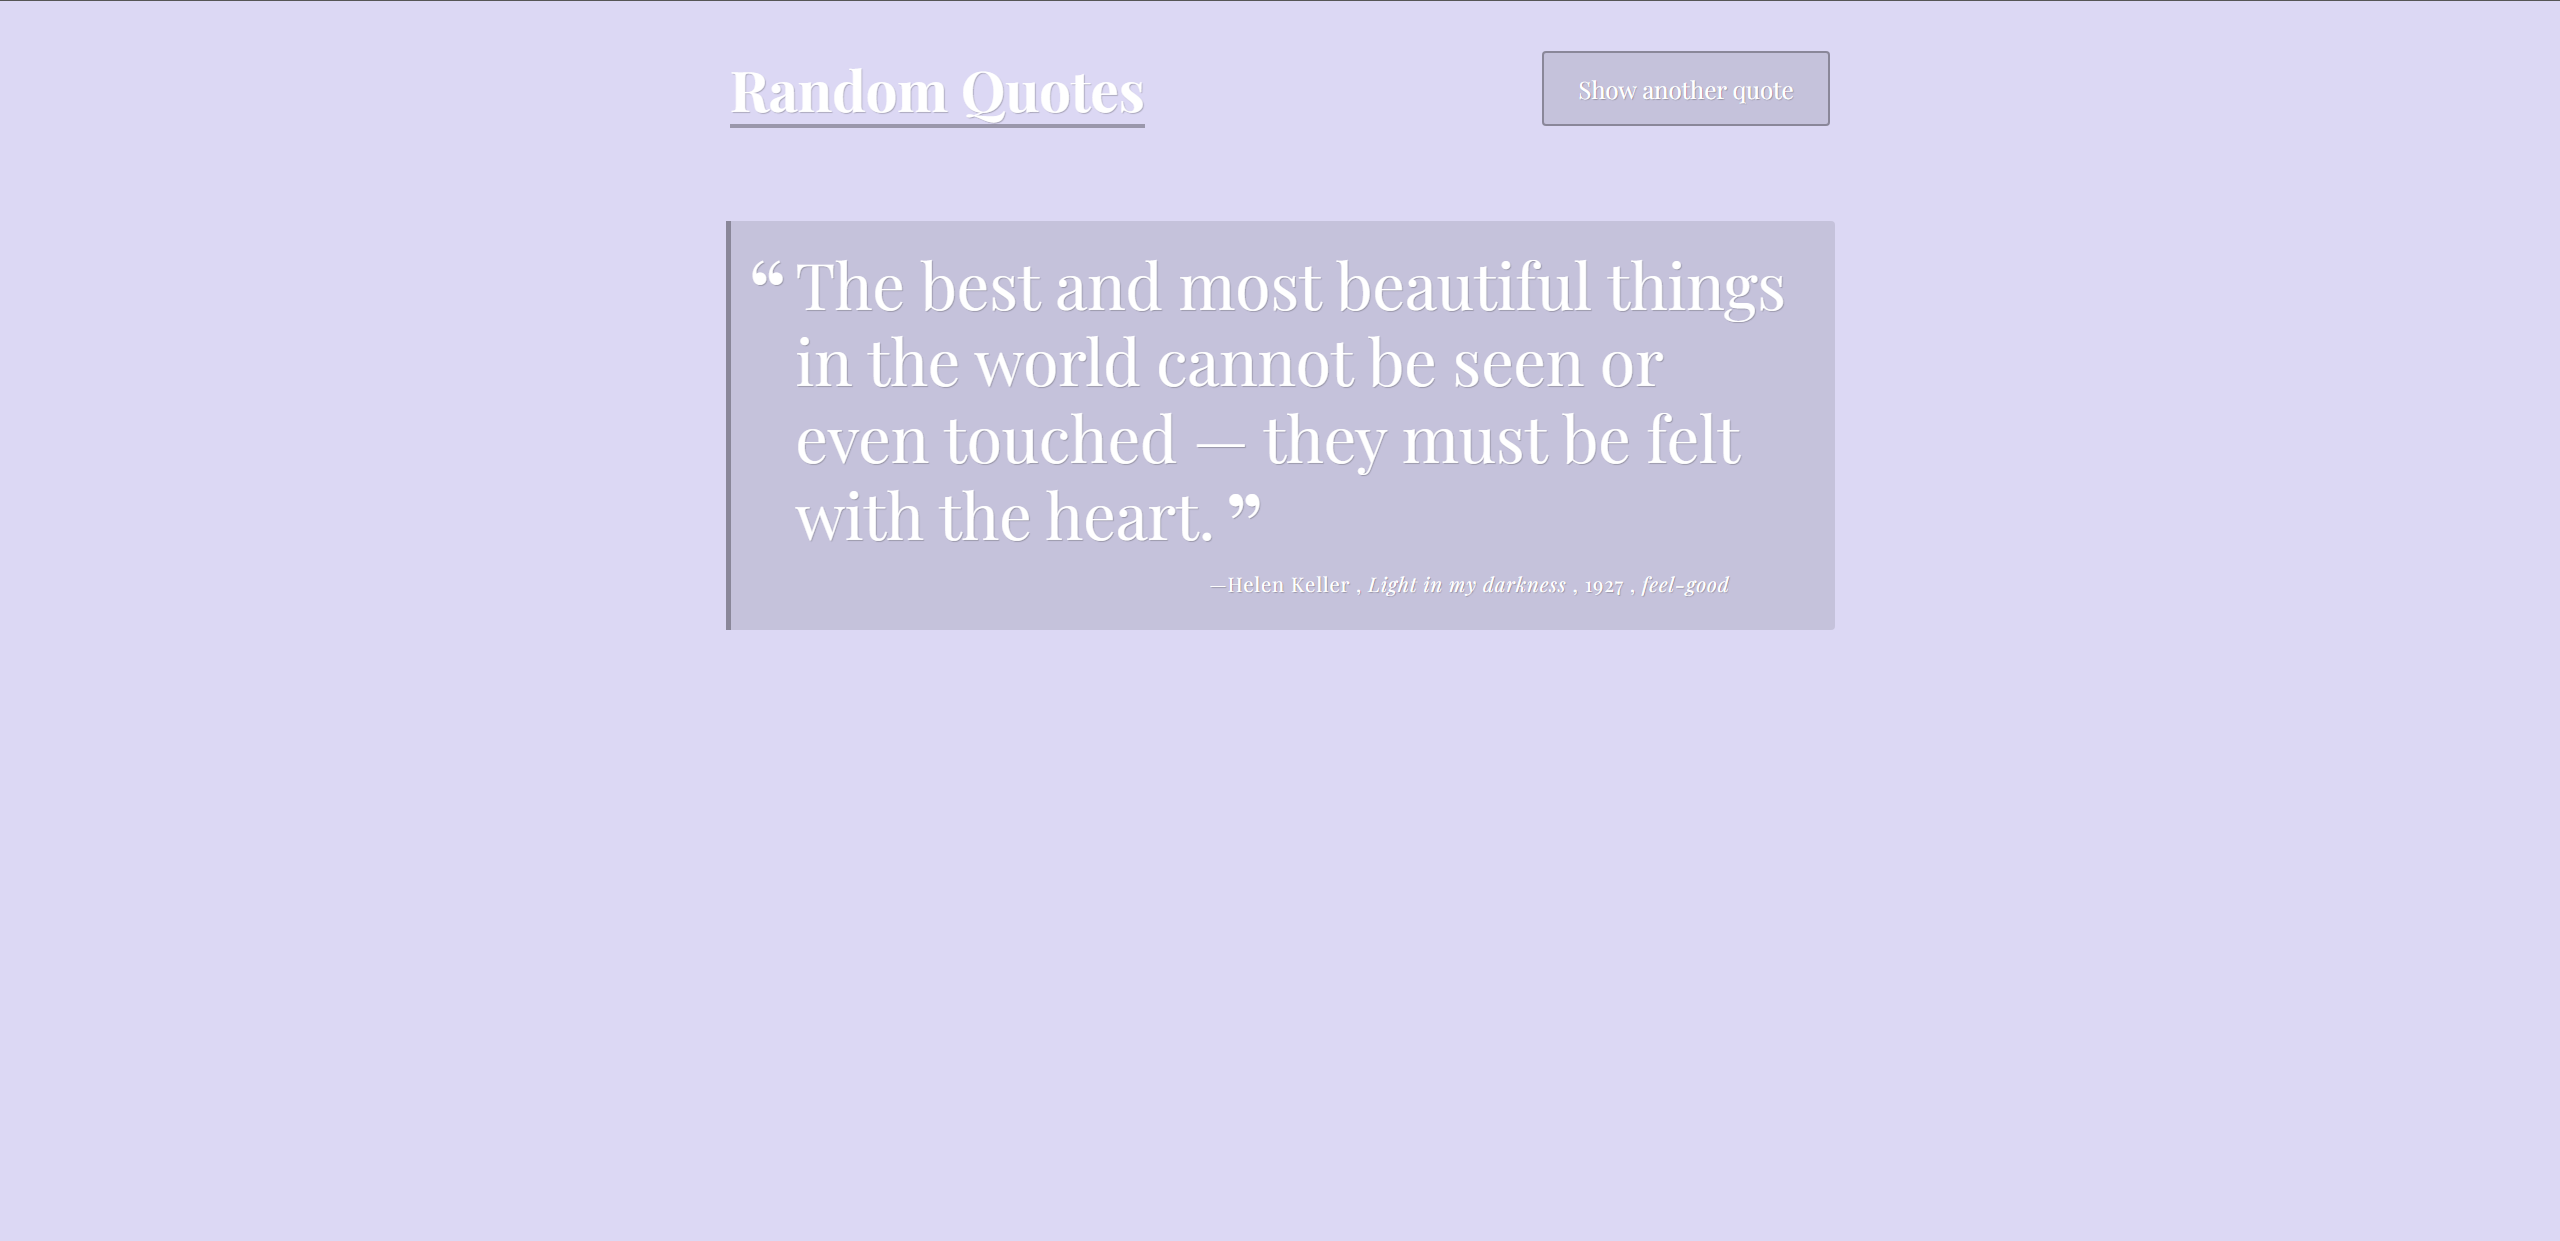 Random Quotes
Show another quote
“ The best and most beautiful things
in the world cannot be seen or
even touched — they must be felt
with the heart. ”
—Helen Keller , Light in my darkness , 1927 , feel-good